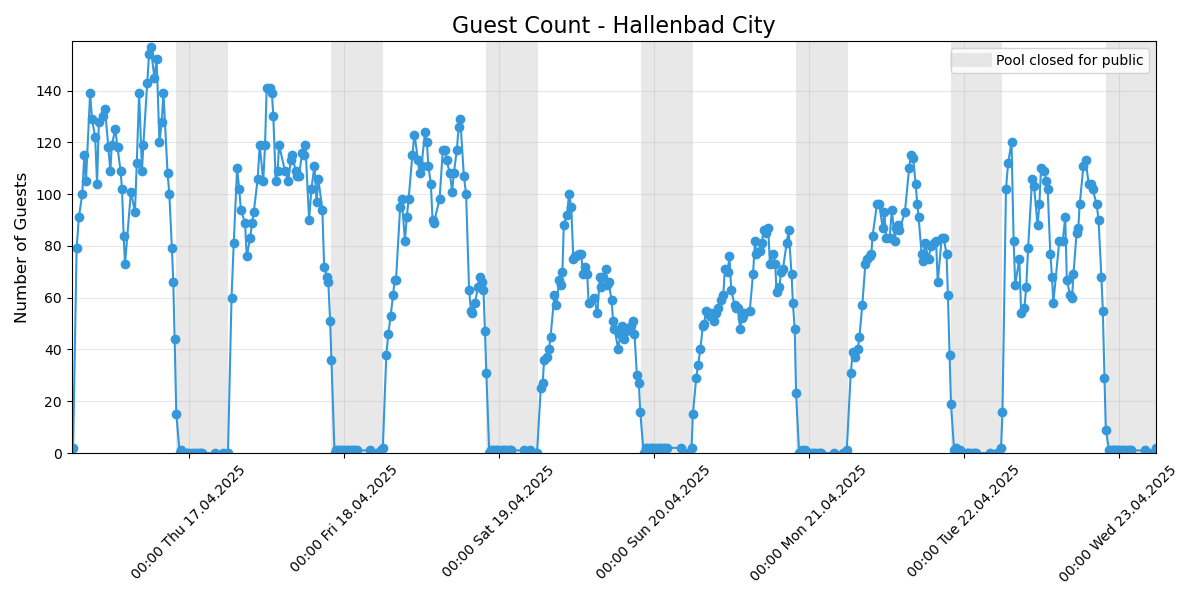 Guest Count - Hallenbad City
Pool closed for public
Number of Guests
140
120
100
80
60
40
20
0
00:00 Thu 17.04.2025
00:00 Fri 18.04.2025
00:00 Sat 19.04.2025
00:00 Sun 20.04.2025
00:00 Mon 21.04.2025
00:00 Tue 22.04.2025
00:00 Wed 23.04.2025